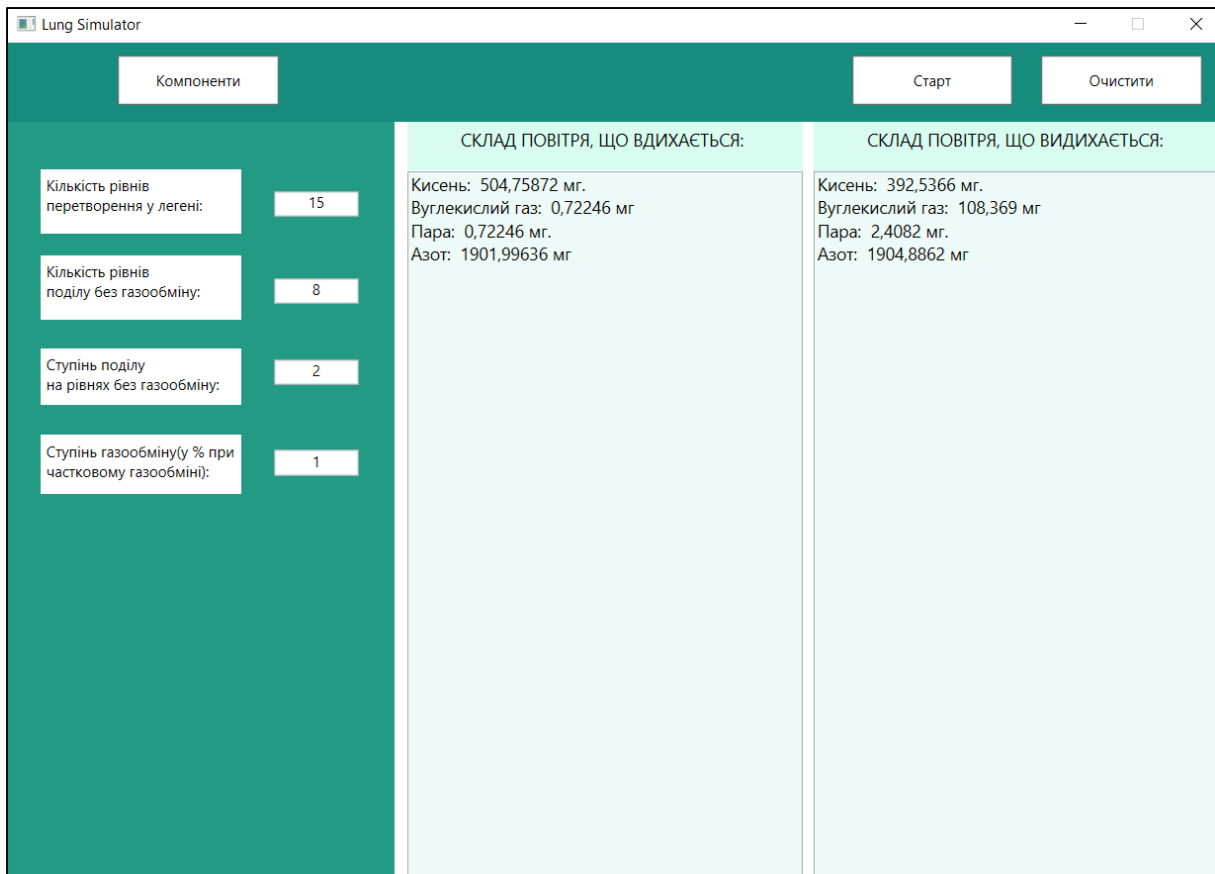 Lung Simulator
Компоненти
Старт
Очистити
Кількість рівнів
перетворення у легені:
15
Кількість рівнів
поділу без газообміну:
8
Ступінь поділу
на рівнях без газообміну:
2
Ступінь газообміну(у % при
частковому газообміні):
1
СКЛАД ПОВІТРЯ, ЩО ВДИХАЄТЬСЯ:
Кисень: 504,75872 мг.
Вуглекислий газ: 0,72246 мг
Пара: 0,72246 мг.
Азот: 1901,99636 мг
СКЛАД ПОВІТРЯ, ЩО ВИДИХАЄТЬСЯ:
Кисень: 392,5366 мг.
Вуглекислий газ: 108,369 мг
Пара: 2,4082 мг.
Азот: 1904,8862 мг